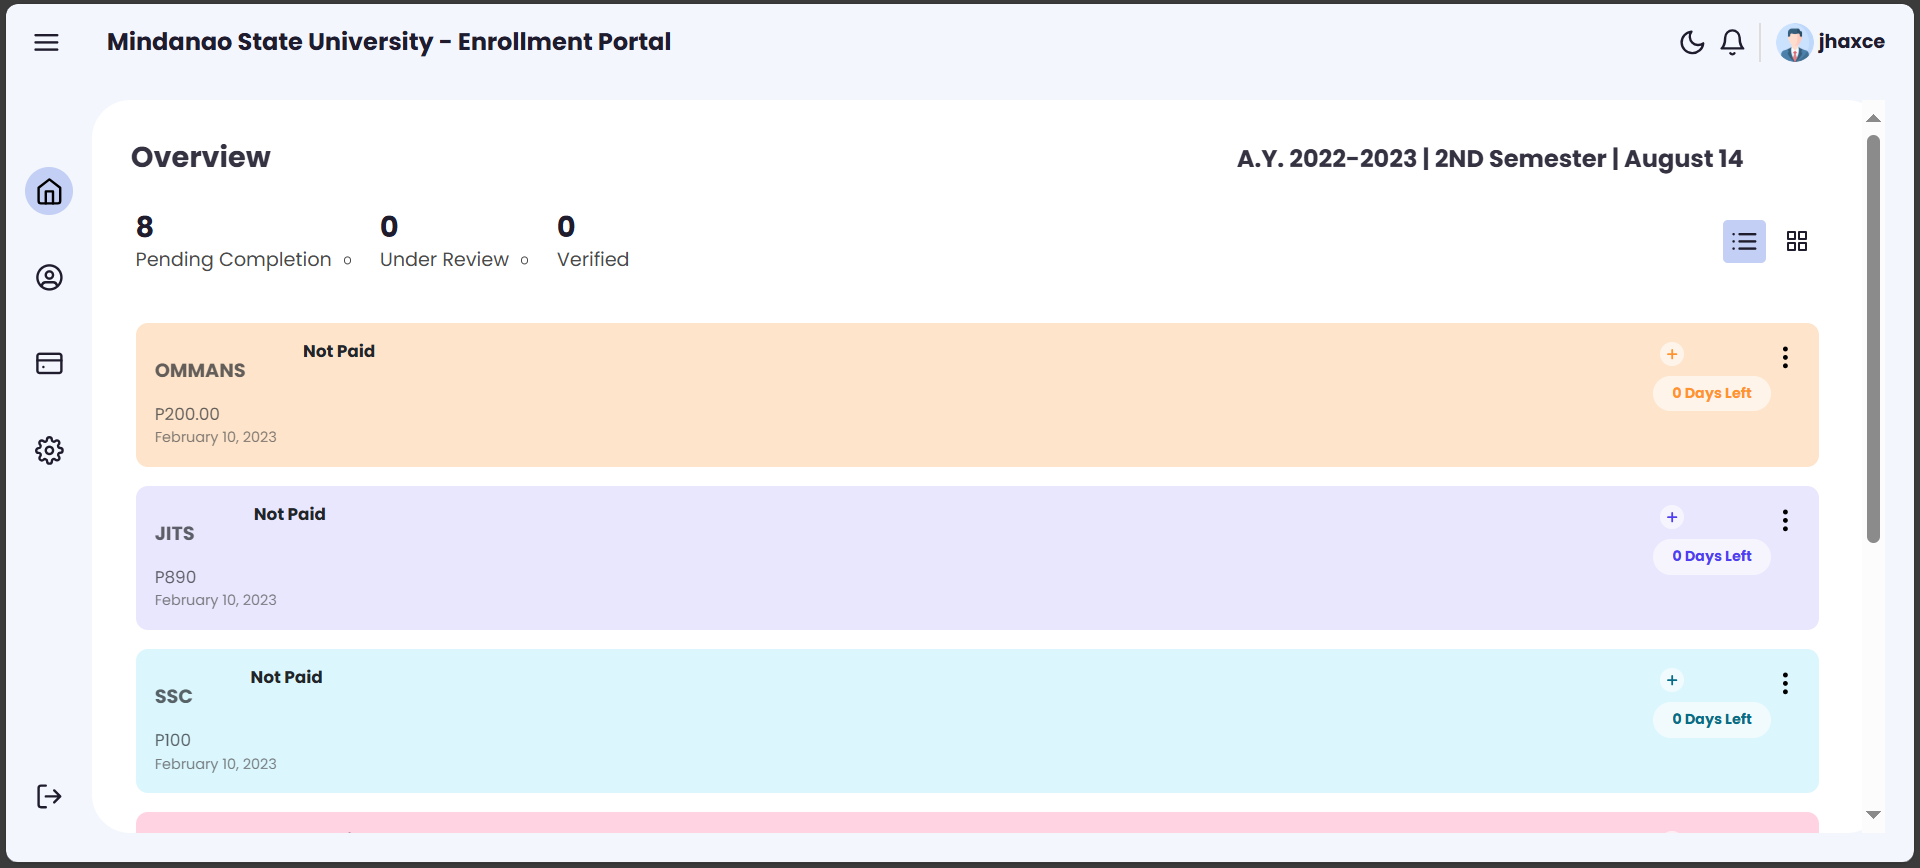 Mindanao State University - Enrollment Portal
jhaxce
Overview
A.Y. 2022-2023 | 2ND Semester | August 14
8
Pending Completion
0
Under Review
0
Verified
OMMANS
Not Paid
P200.00
February 10, 2023
+
0 Days Left
JITS
Not Paid
P890
February 10, 2023
+
0 Days Left
SSC
Not Paid
P100
February 10, 2023
+
0 Days Left